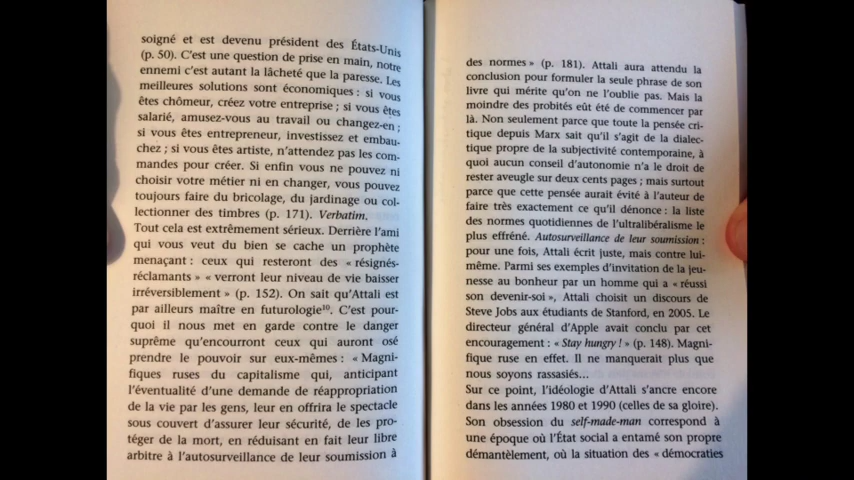 soigné et est devenu président des États-Unis
(p. 50). C'est une question de prise en main, notre
ennemi c'est autant la lâcheté que la paresse. Les
meilleures solutions sont économiques : si vous
êtes chômeur, créez votre entreprise ; si vous êtes
salarié, amusez-vous au travail ou changez-en ;
si vous êtes entrepreneur, investissez et embau-
chez ; si vous êtes artiste, n'attendez pas les com-
mandes pour créer. Si enfin vous ne pouvez ni
choisir votre métier ni en changer, vous pouvez
toujours faire du bricolage, du jardinage ou col-
lectionner des timbres (p. 171). Verbatim.
Tout cela est extrêmement sérieux. Derrière l'ami
qui vous veut du bien se cache un prophète
menaçant : ceux qui resteront des « résignés-
réclamants » « verront leur niveau de vie baisser
irréversiblement » (p. 152). On sait qu'Attali est
par ailleurs maître en futurologie¹⁰. C'est pour-
quoi il nous met en garde contre le danger
suprême qu'encourront ceux qui auront osé
prendre le pouvoir sur eux-mêmes : « Magni-
fiques ruses du capitalisme qui, anticipant
l'éventualité d'une demande de réappropriation
de la vie par les gens, leur en offrira le spectacle
sous couvert d'assurer leur sécurité, de les pro-
téger de la mort, en réduisant en fait leur libre
arbitre à l'autosurveillance de leur soumission à
des normes » (p. 181). Attali aura attendu la
conclusion pour formuler la seule phrase de son
livre qui mérite qu'on ne l'oublie pas. Mais la
moindre des probités eût été de commencer par
là. Non seulement parce que toute la pensée cri-
tique depuis Marx sait qu'il s'agit de la dialec-
tique propre de la subjectivité contemporaine, à
quoi aucun conseil d'autonomie n'a le droit de
rester aveugle sur deux cents pages ; mais surtout
parce que cette pensée aurait évité à l'auteur de
faire très exactement ce qu'il dénonce : la liste
des normes quotidiennes de l'ultralibéralisme le
plus effréné. Autosurveillance de leur soumission :
pour une fois, Attali écrit juste, mais contre lui-
même. Parmi ses exemples d'invitation de la jeu-
nesse au bonheur par un homme qui a « réussi
son devenir-soi », Attali choisit un discours de
Steve Jobs aux étudiants de Stanford, en 2005. Le
directeur général d'Apple avait conclu par cet
encouragement : « Stay hungry ! » (p. 148). Magni-
fique ruse en effet. Il ne manquerait plus que
nous soyons rassasiés...
Sur ce point, l'idéologie d'Attali s'ancre encore
dans les années 1980 et 1990 (celles de sa gloire).
Son obsession du self-made-man correspond à
une époque où l'État social a entamé son propre
démantèlement, où la situation des « démocraties